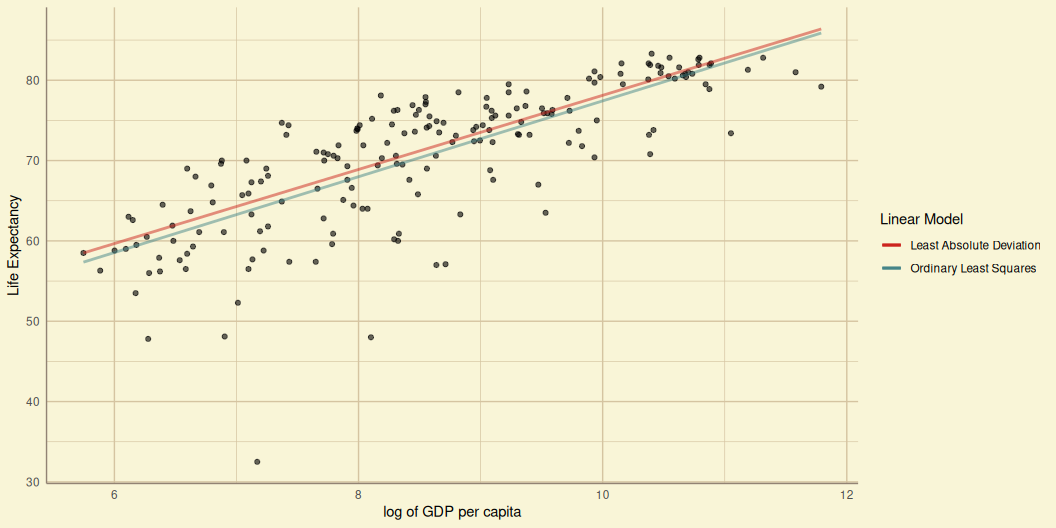 80
70
60
50
40
30
Life Expectancy
6
8
10
12
log of GDP per capita
Linear Model
Least Absolute Deviation
Ordinary Least Squares